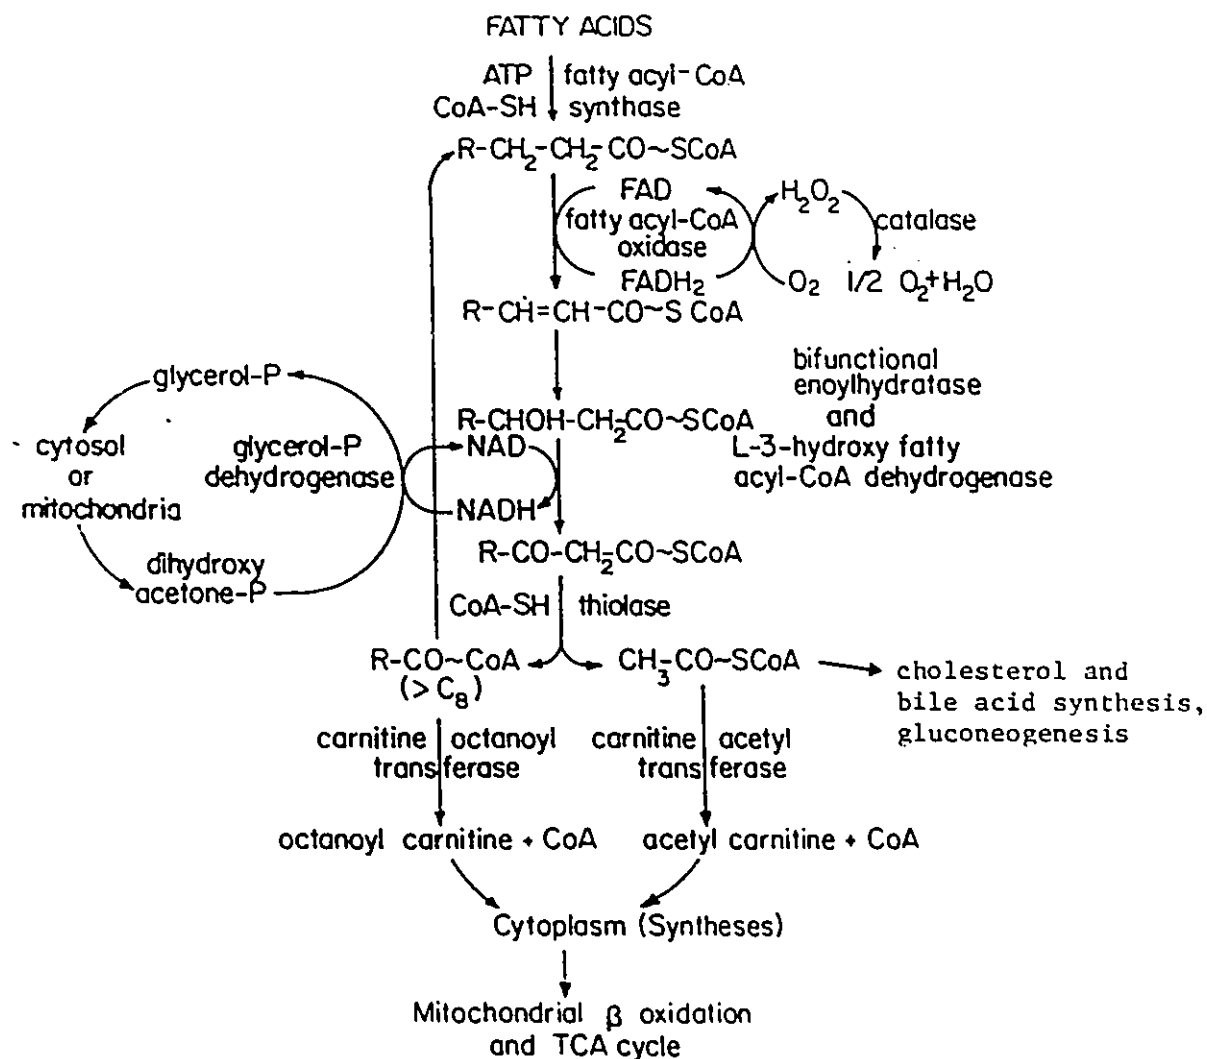 FATTY ACIDS
ATP fatty acyl-CoA
CoA-SH synthase
R-CH2-CH2-CO~SCoA
FAD
fatty acyl-CoA
oxidase
FADH2
H2O2
catalase
O2 1/2 O2+H2O
R-CH=CH-CO~S CoA
bifunctional
enoylhydratase
and
L-3-hydroxy fatty
acyl-CoA dehydrogenase
R-CHOH-CH2-CO~SCoA
NAD
NADH
glycerol-P
cytosol
or
mitochondria
glycerol-P
dehydrogenase
dihydroxy
acetone-P
R-CO-CH2-CO~SCoA
CoA-SH thiolase
R-CO~CoA
(>C8)
CH3-CO~SCoA
cholesterol and
bile acid synthesis,
gluconeogenesis
carnitine octanoyl
transferase
carnitine acetyl
transferase
octanoyl carnitine + CoA
acetyl carnitine + CoA
Cytoplasm (Syntheses)
Mitochondrial β oxidation
and TCA cycle